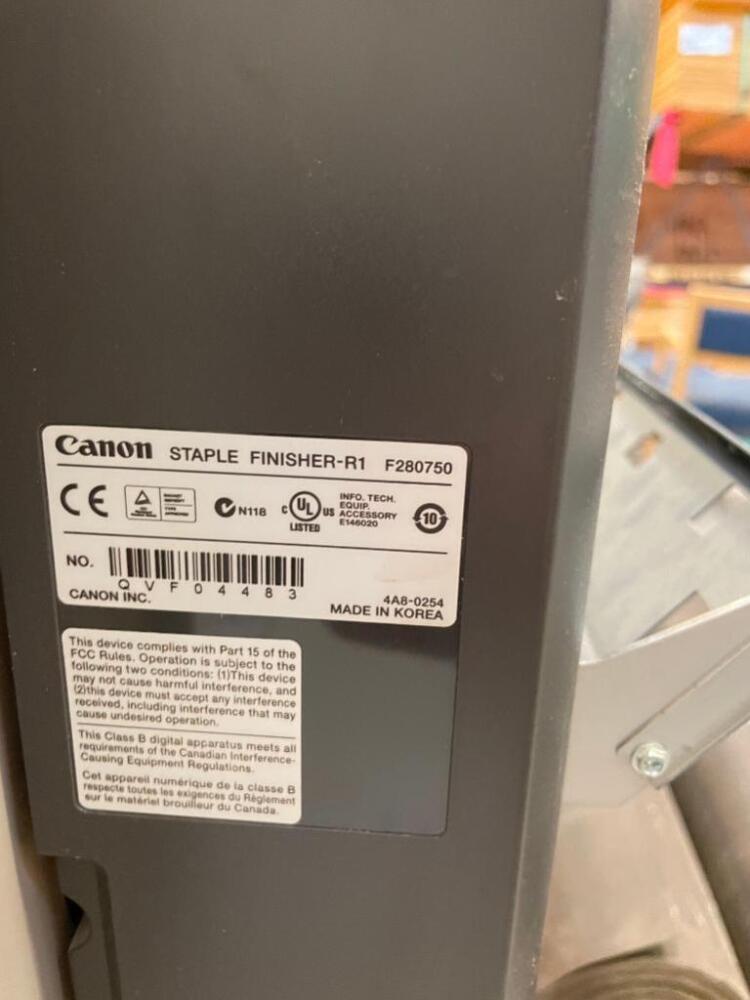 Canon STAPLE FINISHER-R1 F280750
CE
N118
C UL US LISTED
INFO. TECH.
EQUIP.
ACCESSORY
E146020
10
NO.
QVF04483
CANON INC.
4A8-0254
MADE IN KOREA
This device complies with Part 15 of the
FCC Rules. Operation is subject to the
following two conditions: (1)This device
may not cause harmful interference, and
(2)this device must accept any interference
received, including interference that may
cause undesired operation.
This Class B digital apparatus meets all
requirements of the Canadian Interference-
Causing Equipment Regulations.
Cet appareil numérique de la classe B
respecte toutes les exigences du Règlement
sur le matériel brouilleur du Canada.